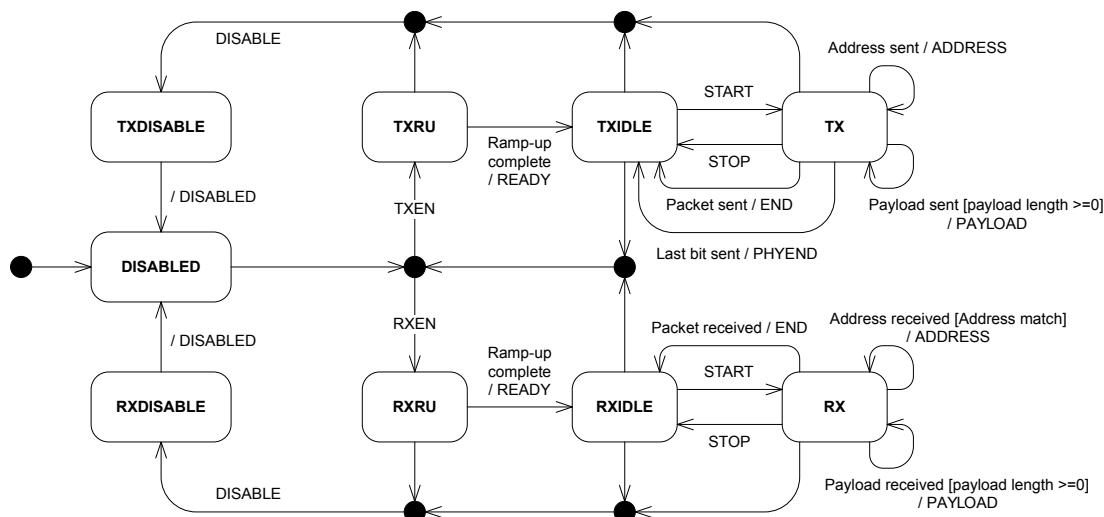 DISABLE
Address sent / ADDRESS
TXDISABLE
TXRU
TXIDLE
START
TX
Ramp-up
complete
/ READY
STOP
/ DISABLED
TXEN
Packet sent / END
Payload sent [payload length >=0]
/ PAYLOAD
Last bit sent / PHYEND
DISABLED
RXEN
Packet received / END
Address received [Address match]
/ ADDRESS
/ DISABLED
Ramp-up
complete
/ READY
START
RXDISABLE
RXRU
RXIDLE
RX
STOP
DISABLE
Payload received [payload length >=0]
/ PAYLOAD